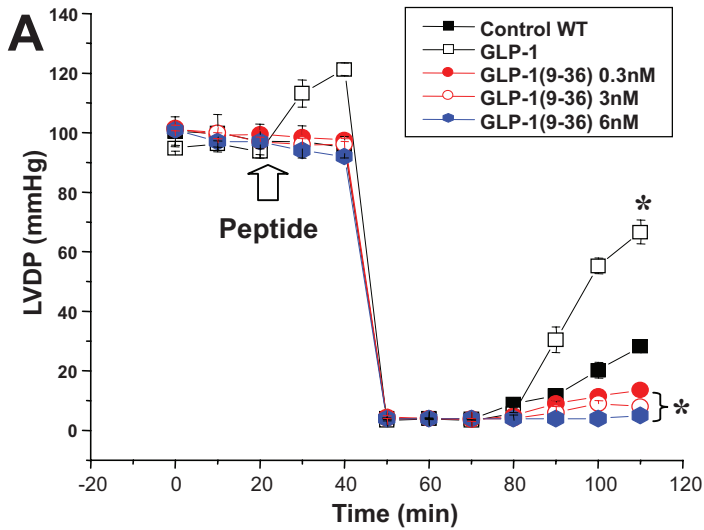 A
140
120
100
80
60
40
20
0
LVDP (mmHg)
Control WT
GLP-1
GLP-1(9-36) 0.3nM
GLP-1(9-36) 3nM
GLP-1(9-36) 6nM
Peptide
*
*
-20 0 20 40 60 80 100 120
Time (min)